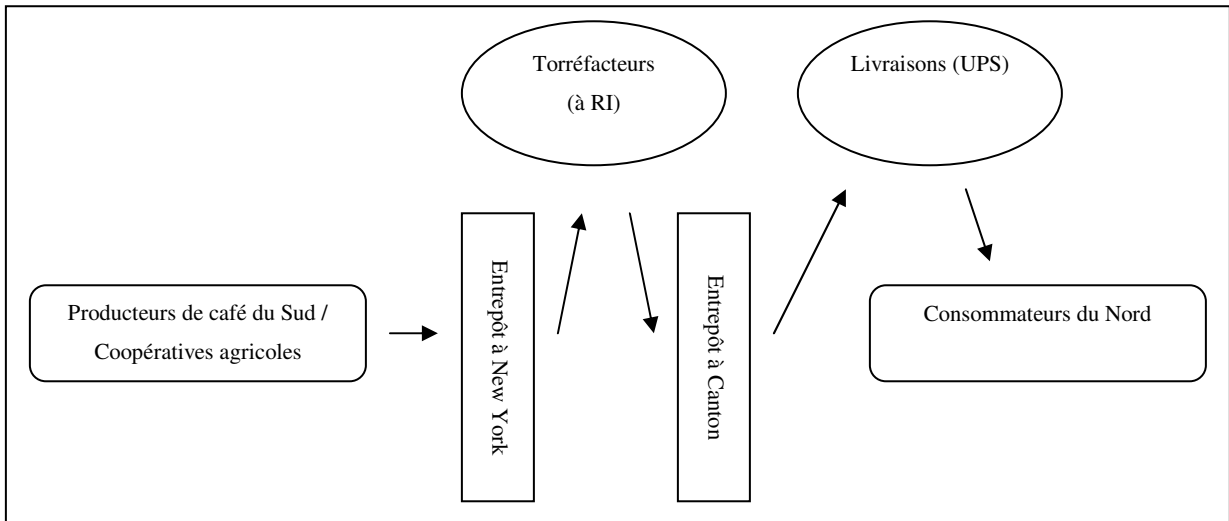 Torréfacteurs
(à RI)
Livraisons (UPS)
Producteurs de café du Sud /
Coopératives agricoles
Entrepôt à New York
Entrepôt à Canton
Consommateurs du Nord